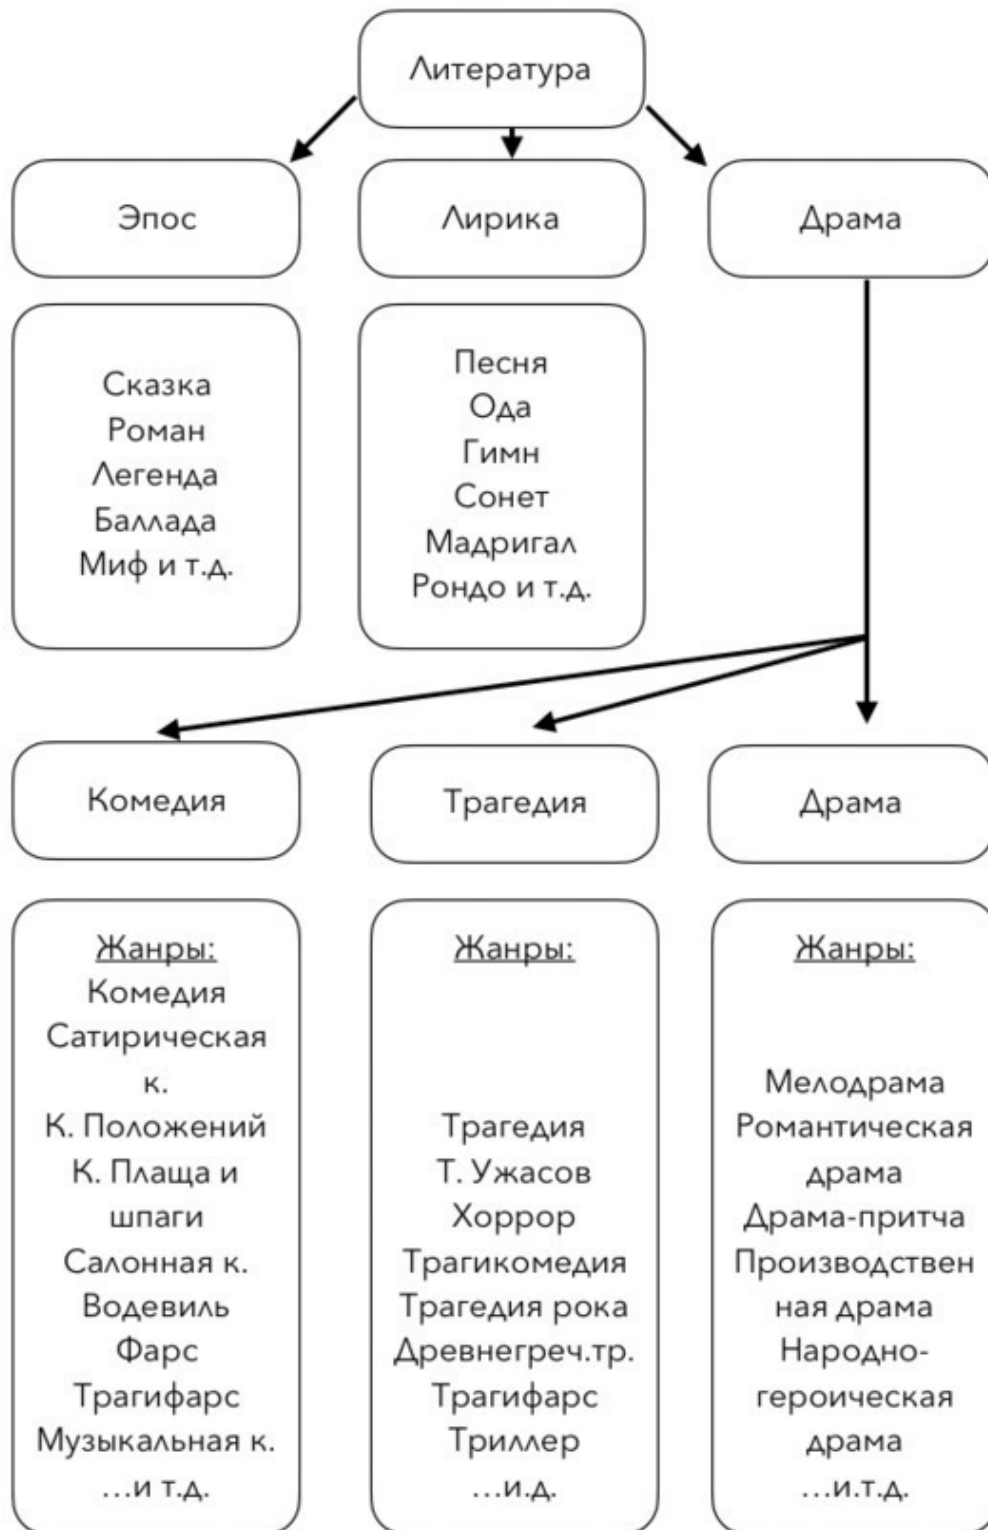 Литература
Эпос
Лирика
Драма
Сказка
Роман
Легенда
Баллада
Миф и т.д.
Песня
Ода
Гимн
Сонет
Мадригал
Рондо и т.д.
Комедия
Трагедия
Драма
Жанры:
Комедия
Сатирическая
к.
К. Положений
К. Плаща и
шпаги
Салонная к.
Водевиль
Фарс
Трагифарс
Музыкальная к.
...и т.д.
Жанры:
Трагедия
Т. Ужасов
Хоррор
Трагикомедия
Трагедия рока
Древнегреч.тр.
Трагифарс
Триллер
...и.д.
Жанры:
Мелодрама
Романтическая
драма
Драма-притча
Производствен
ная драма
Народно-
героическая
драма
...и.т.д.